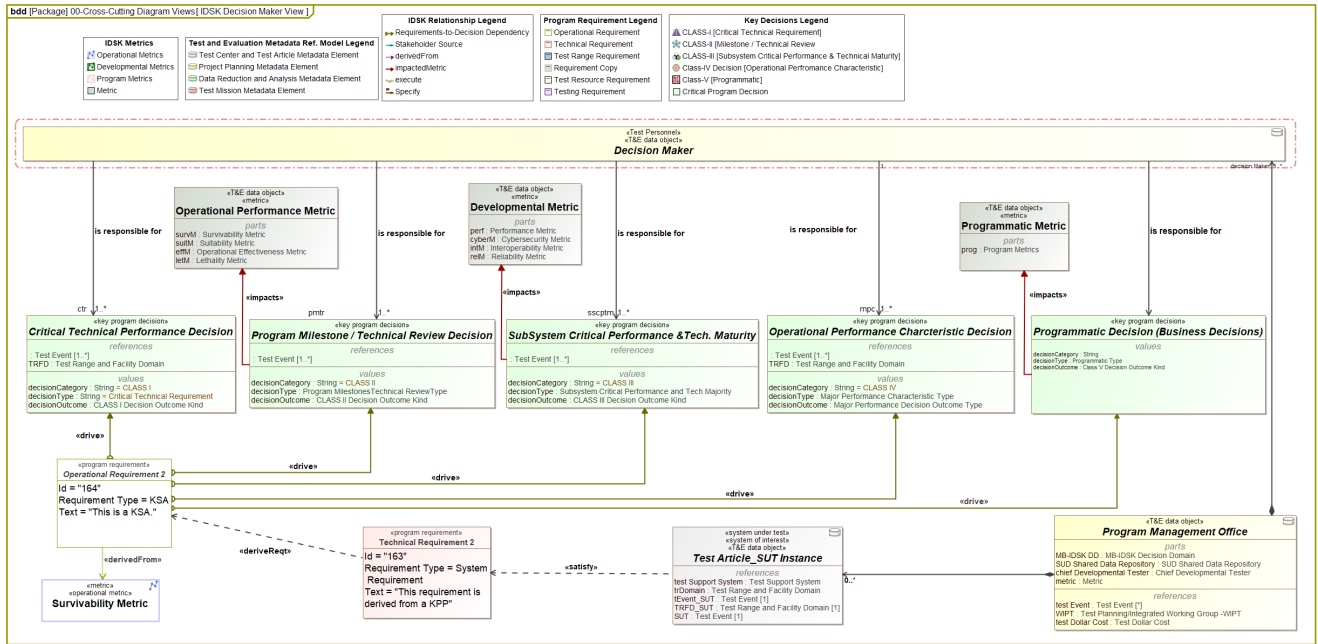 bdd [Package] 00-Cross-Cutting Diagram Views[ IDSK Decision Maker View ]
IDSK Metrics
Operational Metrics
Developmental Metrics
Program Metrics
Metric
Test and Evaluation Metadata Ref. Model Legend
Test Center and Test Article Metadata Element
Project Planning Metadata Element
Data Reduction and Analysis Metadata Element
Test Mission Metadata Element
IDSK Relationship Legend
Requirements-to-Decision Dependency
Stakeholder Source
derivedFrom
impactedMetric
execute
Specify
Program Requirement Legend
Operational Requirement
Technical Requirement
Test Range Requirement
Requirement Copy
Test Resource Requirement
Testing Requirement
Key Decisions Legend
CLASS-I [Critical Technical Requirement]
CLASS-II [Milestone / Technical Review
CLASS-III [Subsystem Critical Performance & Technical Maturity]
Class-IV Decision [Operational Prefromance Characteristic]
Class-V [Programmatic]
Critical Program Decision
«Test Personnel»
«T&E data object»
Decision Maker
1
decision Maker 1..*
«T&E data object»
«metric»
Operational Performance Metric
parts
survM : Survivability Metric
suitM : Suitability Metric
effM : Operational Effectiveness Metric
letM : Lethality Metric
«T&E data object»
«metric»
Developmental Metric
parts
perf : Performance Metric
cyberM : Cybersecurity Metric
intM : Interoperability Metric
relM : Reliability Metric
«T&E data object»
«metric»
Programmatic Metric
parts
prog : Program Metrics
is responsible for
is responsible for
is responsible for
is responsible for
is responsible for
«impacts»
«impacts»
«impacts»
ctr 1..*
pmtr 1..*
sscptm 1..*
mpc 1..*
«key program decision»
Critical Technical Performance Decision
references
: Test Event [1..*]
TRFD : Test Range and Facility Domain
values
decisionCategory : String = CLASS I
decisionType : String = Critical Technical Requirement
decisionOutcome : CLASS I Decision Outcome Kind
«key program decision»
Program Milestone / Technical Review Decision
references
: Test Event [1..*]
values
decisionCategory : String = CLASS II
decisionType : Program MilestonesTechnical ReviewType
decisionOutcome : CLASS II Decision Outcome Kind
«key program decision»
SubSystem Critical Performance &Tech. Maturity
references
: Test Event [1..*]
values
decisionCategory : String = CLASS III
decisionType : Subsystem Critical Performance and Tech Majority
decisionOutcome : CLASS III Decision Outcome Kind
«key program decision»
Operational Performance Charcteristic Decision
references
: Test Event [1..*]
TRFD : Test Range and Facility Domain
values
decisionCategory : String = CLASS IV
decisionType : Major Performance Characteristic Type
decisionOutcome : Major Performance Decision Outcome Type
«key program decision»
Programmatic Decision (Business Decisions)
values
decisionCategory : String
decisionType : Programmatic Type
decisionOutcome : Class V Decision Outcome Kind
«drive»
«drive»
«drive»
«drive»
«drive»
«program requirement»
Operational Requirement 2
Id = "164"
Requirement Type = KSA
Text = "This is a KSA."
«derivedFrom»
«metric»
«operational metric»
Survivability Metric
«deriveReqt»
«program requirement»
Technical Requirement 2
Id = "163"
Requirement Type = System
Requirement
Text = "This requirement is
derived from a KPP"
«satisfy»
«system under test»
«system of interest»
«T&E data object»
Test Article_SUT Instance
references
test Support System : Test Support System
trDomain : Test Range and Facility Domain
tEvent_SUT : Test Event [1]
TRFD_SUT : Test Range and Facility Domain [1]
SUT : Test Event [1]
0..*
«T&E data object»
Program Management Office
parts
MB-IDSK DD : MB-IDSK Decision Domain
SUD Shared Data Repository : SUD Shared Data Repository
chief Developmental Tester : Chief Developmental Tester
metric : Metric
references
test Event : Test Event [*]
WIPT : Test Planning/Integrated Working Group -WIPT
test Dollar Cost : Test Dollar Cost